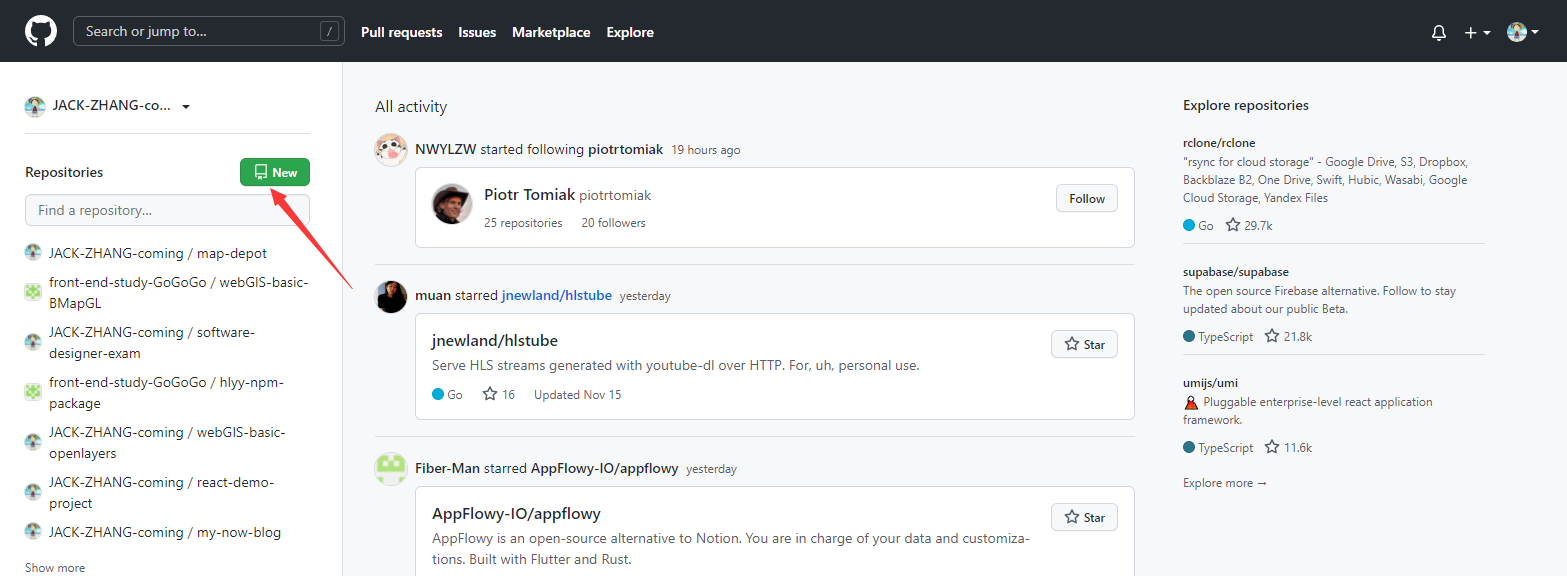 Search or jump to...
/
Pull requests
Issues
Marketplace
Explore
JACK-ZHANG-co...
Repositories
New
Find a repository...
JACK-ZHANG-coming / map-depot
front-end-study-GoGoGo / webGIS-basic-
BMapGL
JACK-ZHANG-coming / software-
designer-exam
front-end-study-GoGoGo / hlyy-npm-
package
JACK-ZHANG-coming / webGIS-basic-
openlayers
JACK-ZHANG-coming / react-demo-
project
JACK-ZHANG-coming / my-now-blog
Show more
All activity
NWYLZW started following piotrtomiak 19 hours ago
Piotr Tomiak piotrtomiak
25 repositories 20 followers
Follow
muan starred jnewland/hlstube yesterday
jnewland/hlstube
Star
Serve HLS streams generated with youtube-dl over HTTP. For, uh, personal use.
Go 16 Updated Nov 15
Fiber-Man starred AppFlowy-IO/appflowy yesterday
AppFlowy-IO/appflowy
Star
AppFlowy is an open-source alternative to Notion. You are in charge of your data and customiza-
tions. Built with Flutter and Rust.
Explore repositories
rclone/rclone
"rsync for cloud storage" - Google Drive, S3, Dropbox,
Backblaze B2, One Drive, Swift, Hubic, Wasabi, Google
Cloud Storage, Yandex Files
Go 29.7k
supabase/supabase
The open source Firebase alternative. Follow to stay
updated about our public Beta.
TypeScript 21.8k
umijs/umi
Pluggable enterprise-level react application
framework.
TypeScript 11.6k
Explore more →